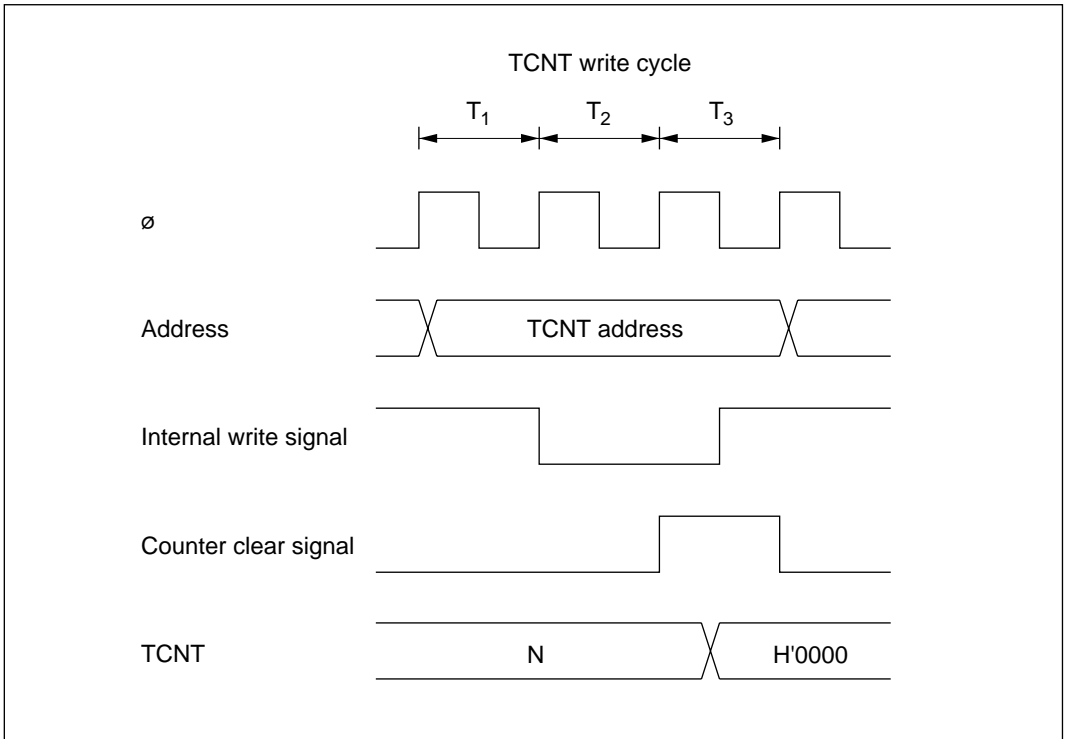 TCNT write cycle
T1 T2 T3
ø
Address
TCNT address
Internal write signal
Counter clear signal
TCNT
N
H'0000